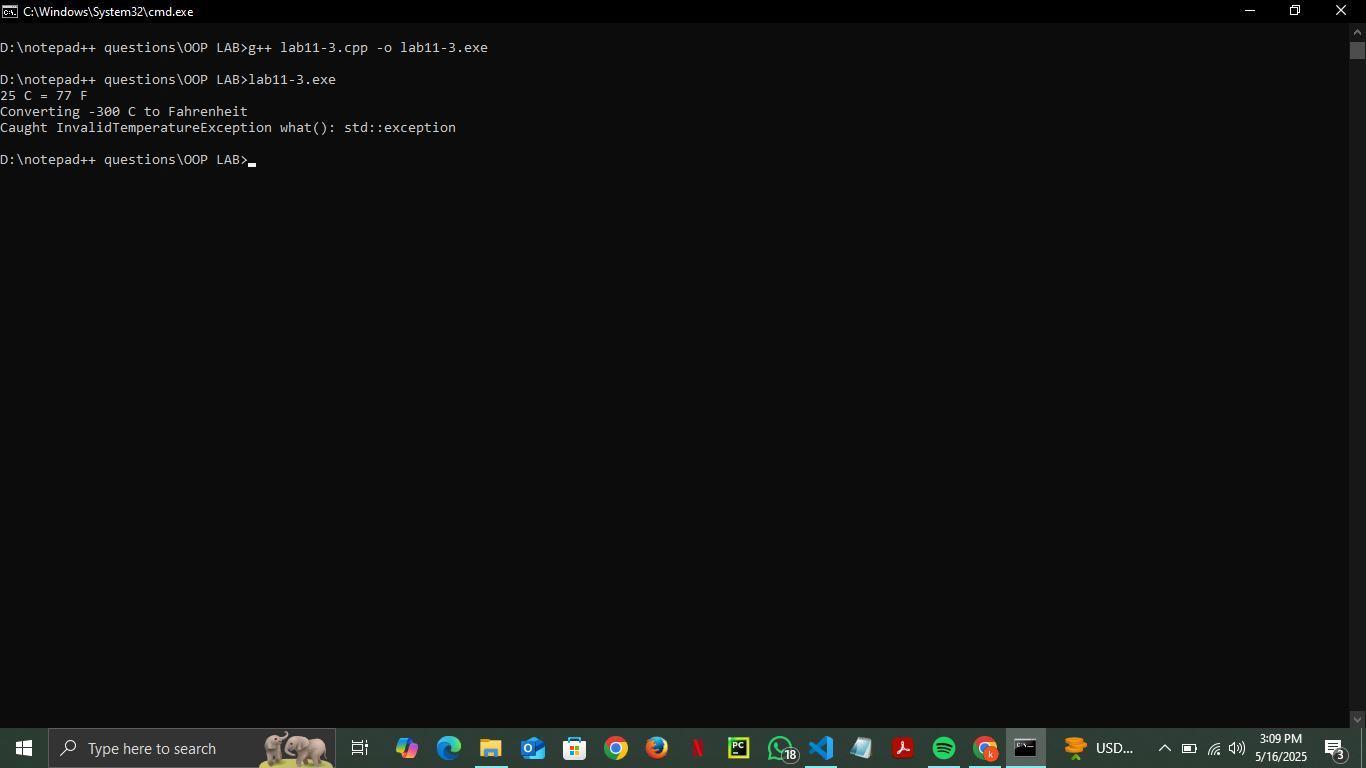 C:\Windows\System32\cmd.exe
D:\notepad++ questions\OOP LAB>g++ lab11-3.cpp -o lab11-3.exe
D:\notepad++ questions\OOP LAB>lab11-3.exe
25 C = 77 F
Converting -300 C to Fahrenheit
Caught InvalidTemperatureException what(): std::exception
D:\notepad++ questions\OOP LAB>
Type here to search
PC
18
k
USD...
3:09 PM
5/16/2025
3